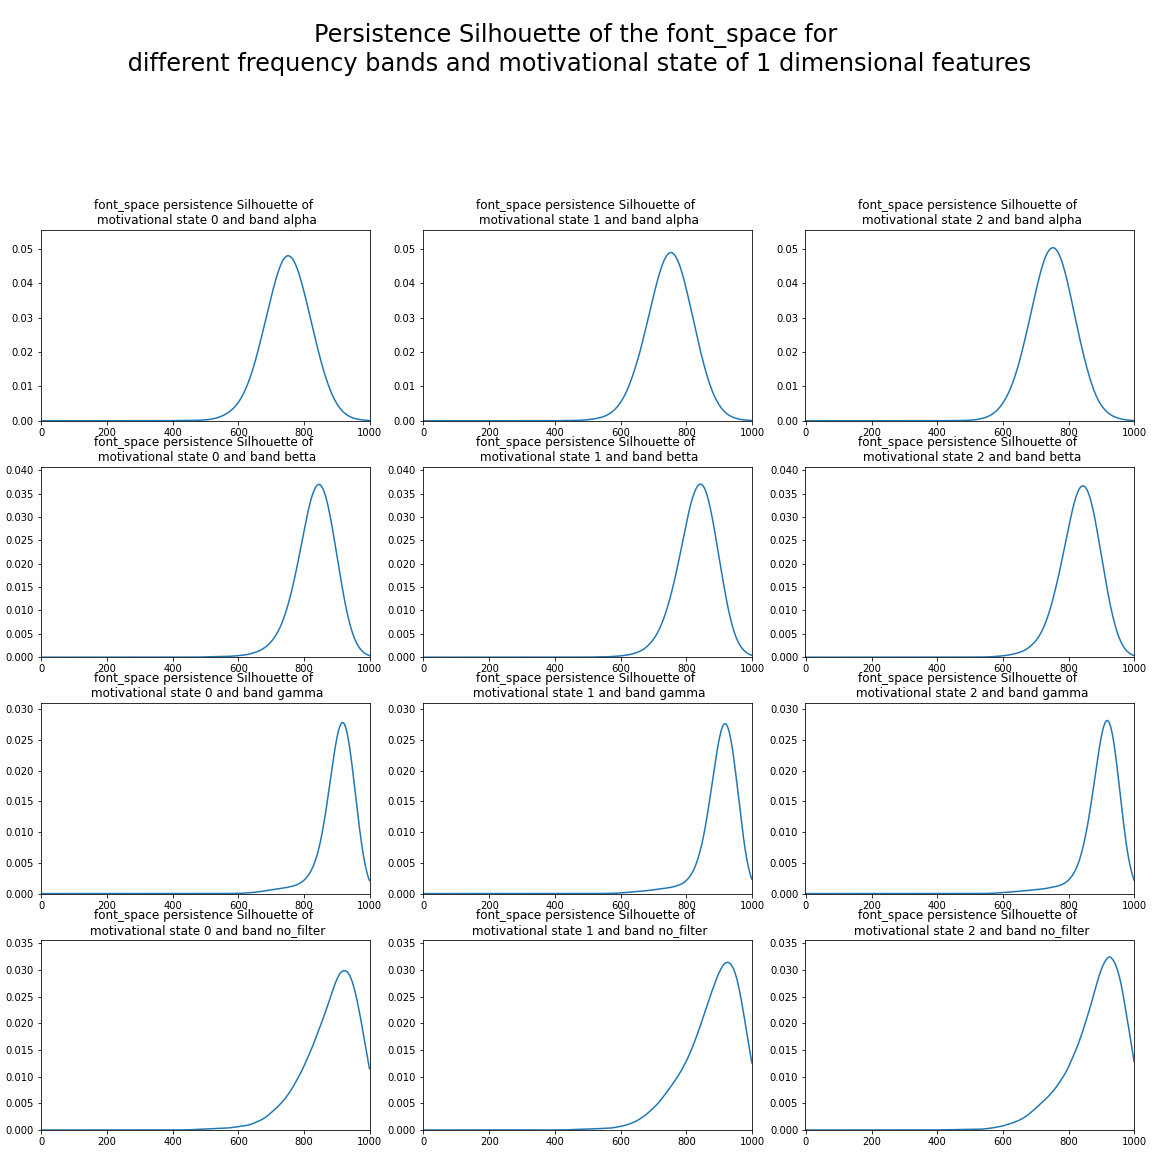 Persistence Silhouette of the font_space for
different frequency bands and motivational state of 1 dimensional features
font_space persistence Silhouette of
motivational state 0 and band alpha
0.05
0.04
0.03
0.02
0.01
0.00
0 200 400 600 800 1000
font_space persistence Silhouette of
motivational state 1 and band alpha
0.05
0.04
0.03
0.02
0.01
0.00
0 200 400 600 800 1000
font_space persistence Silhouette of
motivational state 2 and band alpha
0.05
0.04
0.03
0.02
0.01
0.00
0 200 400 600 800 1000
font_space persistence Silhouette of
motivational state 0 and band betta
0.040
0.035
0.030
0.025
0.020
0.015
0.010
0.005
0.000
0 200 400 600 800 1000
font_space persistence Silhouette of
motivational state 1 and band betta
0.040
0.035
0.030
0.025
0.020
0.015
0.010
0.005
0.000
0 200 400 600 800 1000
font_space persistence Silhouette of
motivational state 2 and band betta
0.040
0.035
0.030
0.025
0.020
0.015
0.010
0.005
0.000
0 200 400 600 800 1000
font_space persistence Silhouette of
motivational state 0 and band gamma
0.030
0.025
0.020
0.015
0.010
0.005
0.000
0 200 400 600 800 1000
font_space persistence Silhouette of
motivational state 1 and band gamma
0.030
0.025
0.020
0.015
0.010
0.005
0.000
0 200 400 600 800 1000
font_space persistence Silhouette of
motivational state 2 and band gamma
0.030
0.025
0.020
0.015
0.010
0.005
0.000
0 200 400 600 800 1000
font_space persistence Silhouette of
motivational state 0 and band no_filter
0.035
0.030
0.025
0.020
0.015
0.010
0.005
0.000
0 200 400 600 800 1000
font_space persistence Silhouette of
motivational state 1 and band no_filter
0.035
0.030
0.025
0.020
0.015
0.010
0.005
0.000
0 200 400 600 800 1000
font_space persistence Silhouette of
motivational state 2 and band no_filter
0.035
0.030
0.025
0.020
0.015
0.010
0.005
0.000
0 200 400 600 800 1000